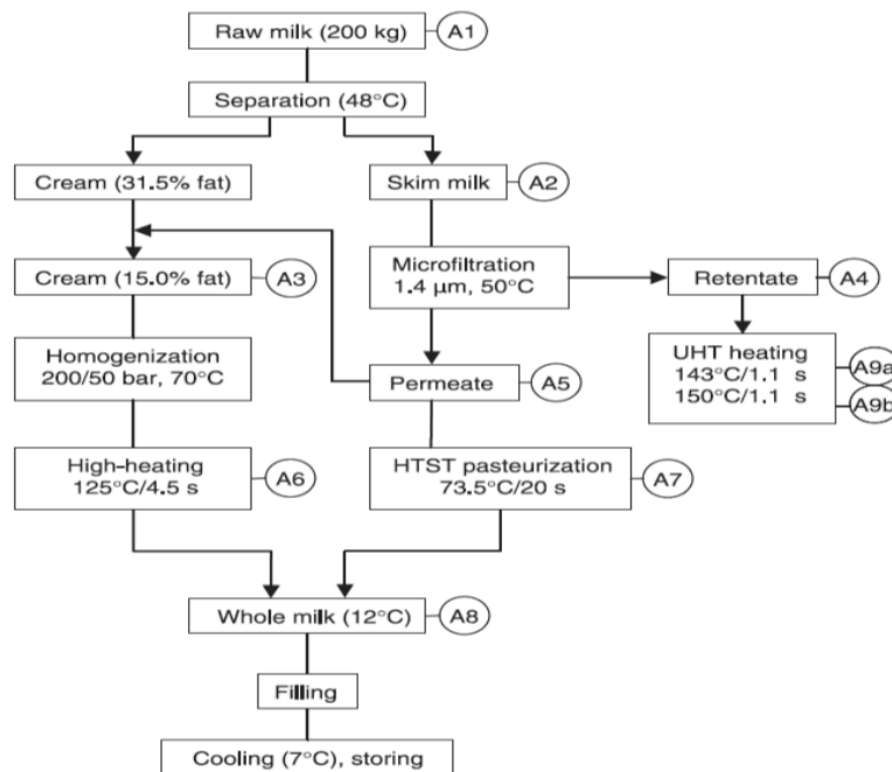 Raw milk (200 kg)
A1
Separation (48°C)
Cream (31.5% fat)
Skim milk
A2
Cream (15.0% fat)
A3
Microfiltration
1.4 μm, 50°C
Retentate
A4
Homogenization
200/50 bar, 70°C
Permeate
A5
UHT heating
143°C/1.1 s
150°C/1.1 s
A9a
A9b
High-heating
125°C/4.5 s
A6
HTST pasteurization
73.5°C/20 s
A7
Whole milk (12°C)
A8
Filling
Cooling (7°C), storing